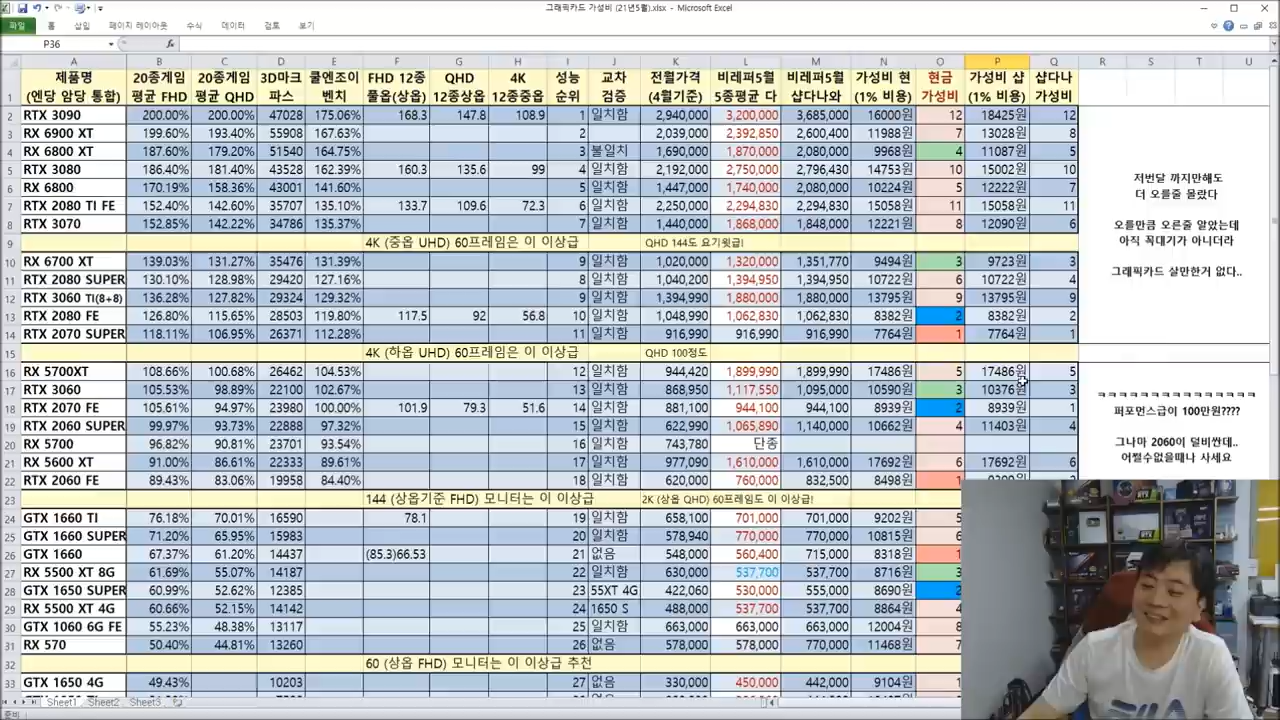 그래픽카드 가성비 (21년5월).xlsx - Microsoft Excel
파일 홈 삽입 페이지 레이아웃 수식 데이터 검토 보기
P36 fx
A B C D E F G H I J K L M N O P Q R S T U
제품명 20종게임 20종게임 3D마크 쿨엔조이 FHD 12종 QHD 4K 성능 교차 전월가격 비레퍼5월 비레퍼5월 가성비 현 현금 가성비 샵 샵다나
1 (엔당 암당 통합) 평균 FHD 평균 QHD 파스 벤치 풀옵(상옵) 12종상옵 12종중옵 순위 검증 (4월기준) 5종평균 다 샵다나와 (1% 비용) 가성비 (1% 비용) 가성비
2 RTX 3090 200.00% 200.00% 47028 175.06% 168.3 147.8 108.9 1 일치함 2,940,000 3,200,000 3,685,000 16000원 12 18425원 12
3 RX 6900 XT 199.60% 193.40% 55908 167.63% 2 2,039,000 2,392,850 2,600,400 11988원 7 13028원 8
4 RX 6800 XT 187.60% 179.20% 51540 164.75% 3 불일치 1,690,000 1,870,000 2,080,000 9968원 4 11087원 5
5 RTX 3080 186.40% 181.40% 43528 162.39% 160.3 135.6 99 4 일치함 2,192,000 2,750,000 2,796,430 14753원 10 15002원 10
6 RX 6800 170.19% 158.36% 43001 141.60% 5 일치함 1,447,000 1,740,000 2,080,000 10224원 5 12222원 7
7 RTX 2080 TI FE 152.40% 142.60% 35707 135.10% 133.7 109.6 72.3 6 일치함 2,250,000 2,294,830 2,294,830 15058원 11 15058원 11
8 RTX 3070 152.85% 142.22% 34786 135.37% 7 일치함 1,440,000 1,868,000 1,848,000 12221원 8 12090원 6
9 4K (중옵 UHD) 60프레임은 이 이상급 QHD 144도 요기윗급!
10 RX 6700 XT 139.03% 131.27% 35476 131.39% 9 일치함 1,020,000 1,320,000 1,351,770 9494원 3 9723원 3
11 RTX 2080 SUPER 130.10% 128.98% 29420 127.16% 8 일치함 1,040,200 1,394,950 1,394,950 10722원 6 10722원 4
12 RTX 3060 TI(8+8) 136.28% 127.82% 29324 129.32% 9 일치함 1,394,990 1,880,000 1,880,000 13795원 9 13795원 9
13 RTX 2080 FE 126.80% 115.65% 28503 119.80% 117.5 92 56.8 10 일치함 1,048,990 1,062,830 1,062,830 8382원 2 8382원 2
14 RTX 2070 SUPER 118.11% 106.95% 26371 112.28% 11 일치함 916,990 916,990 916,990 7764원 1 7764원 1
15 4K (하옵 UHD) 60프레임은 이 이상급 QHD 100정도
16 RX 5700XT 108.66% 100.68% 26462 104.53% 12 일치함 944,420 1,899,990 1,899,990 17486원 5 17486원 5
17 RTX 3060 105.53% 98.89% 22100 102.67% 13 일치함 868,950 1,117,550 1,095,000 10590원 3 10376원 3
18 RTX 2070 FE 105.61% 94.97% 23980 100.00% 101.9 79.3 51.6 14 일치함 881,100 944,100 944,100 8939원 2 8939원 1
19 RTX 2060 SUPER 99.97% 93.73% 22888 97.32% 15 일치함 622,990 1,065,890 1,140,000 10662원 4 11403원 4
20 RX 5700 96.82% 90.81% 23701 93.54% 16 일치함 743,780 단종
21 RX 5600 XT 91.00% 86.61% 22333 89.61% 17 일치함 977,090 1,610,000 1,610,000 17692원 6 17692원 6
22 RTX 2060 FE 89.43% 83.06% 19958 84.40% 18 일치함 620,000 760,000 832,500 8498원 1
23 144 (상옵기준 FHD) 모니터는 이 이상급 2K (상옵 QHD) 60프레임도 이 이상급!
24 GTX 1660 TI 76.18% 70.01% 16590 78.1 19 일치함 658,100 701,000 701,000 9202원 5
25 GTX 1660 SUPER 71.20% 65.95% 15983 20 일치함 578,940 770,000 770,000 10815원 6
26 GTX 1660 67.37% 61.20% 14437 (85.3)66.53 21 없음 548,000 560,400 715,000 8318원 1
27 RX 5500 XT 8G 61.69% 55.07% 14187 22 일치함 630,000 537,700 537,700 8716원 3
28 GTX 1650 SUPER 60.99% 52.62% 12385 23 55XT 4G 422,060 530,000 555,000 8690원 2
29 RX 5500 XT 4G 60.66% 52.15% 14142 24 1650 S 488,000 537,700 537,700 8864원 4
30 GTX 1060 6G FE 55.23% 48.38% 13117 25 일치함 663,000 663,000 663,000 12004원 8
31 RX 570 50.40% 44.81% 13260 26 없음 578,000 578,000 770,000 11468원 7
32 60 (상옵 FHD) 모니터는 이 이상급 추천
33 GTX 1650 4G 49.43% 10203 27 없음 330,000 450,000 442,000 9104원 1
저번달 까지만해도
더 오를줄 몰랐다
오를만큼 오른줄 알았는데
아직 꼭대기가 아니더라
그래픽카드 살만한거 없다..
ㅋㅋㅋㅋㅋㅋㅋㅋㅋㅋㅋㅋㅋㅋ
퍼포먼스급이 100만원????
그나마 2060이 덜비싼데..
어쩔수없을때나 사세요
Sheet1 Sheet2 Sheet3
준비